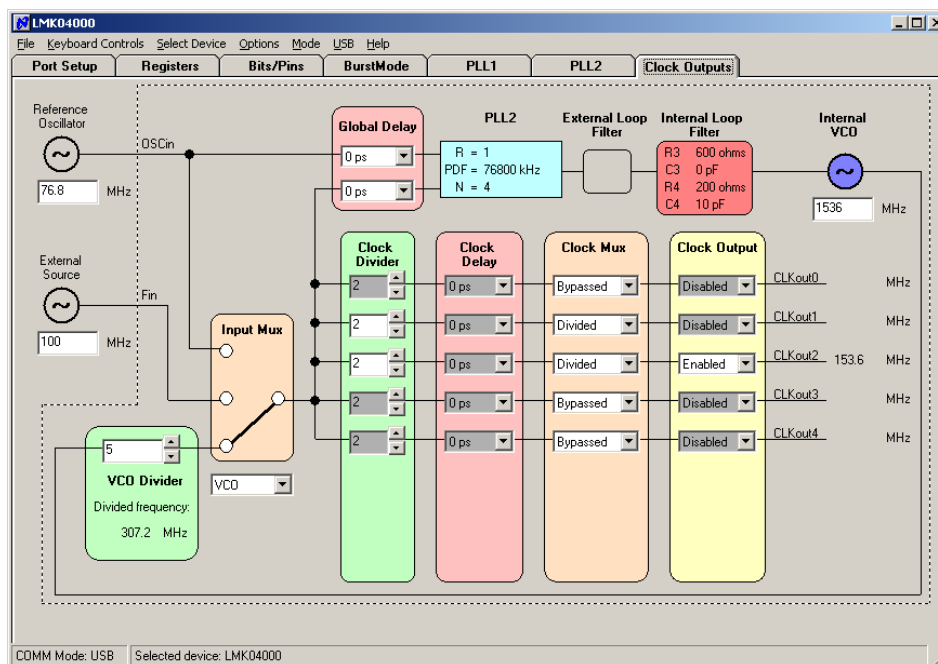 LMK04000
File Keyboard Controls Select Device Options Mode USB Help
Port Setup Registers Bits/Pins BurstMode PLL1 PLL2 Clock Outputs
Reference
Oscillator
76.8 MHz
OSCin
Global Delay
0 ps
0 ps
PLL2
R = 1
PDF = 76800 kHz
N = 4
External Loop
Filter
Internal Loop
Filter
R3 600 ohms
C3 0 pF
R4 200 ohms
C4 10 pF
Internal
VCO
1536 MHz
External
Source
100 MHz
Fin
Input Mux
VCO
5
VCO Divider
Divided frequency:
307.2 MHz
Clock
Divider
Clock
Delay
Clock Mux
Clock Output
2 0 ps Bypassed Disabled CLKout0 MHz
2 0 ps Divided Disabled CLKout1 MHz
2 0 ps Divided Enabled CLKout2 153.6 MHz
2 0 ps Bypassed Disabled CLKout3 MHz
2 0 ps Bypassed Disabled CLKout4 MHz
COMM Mode: USB Selected device: LMK04000